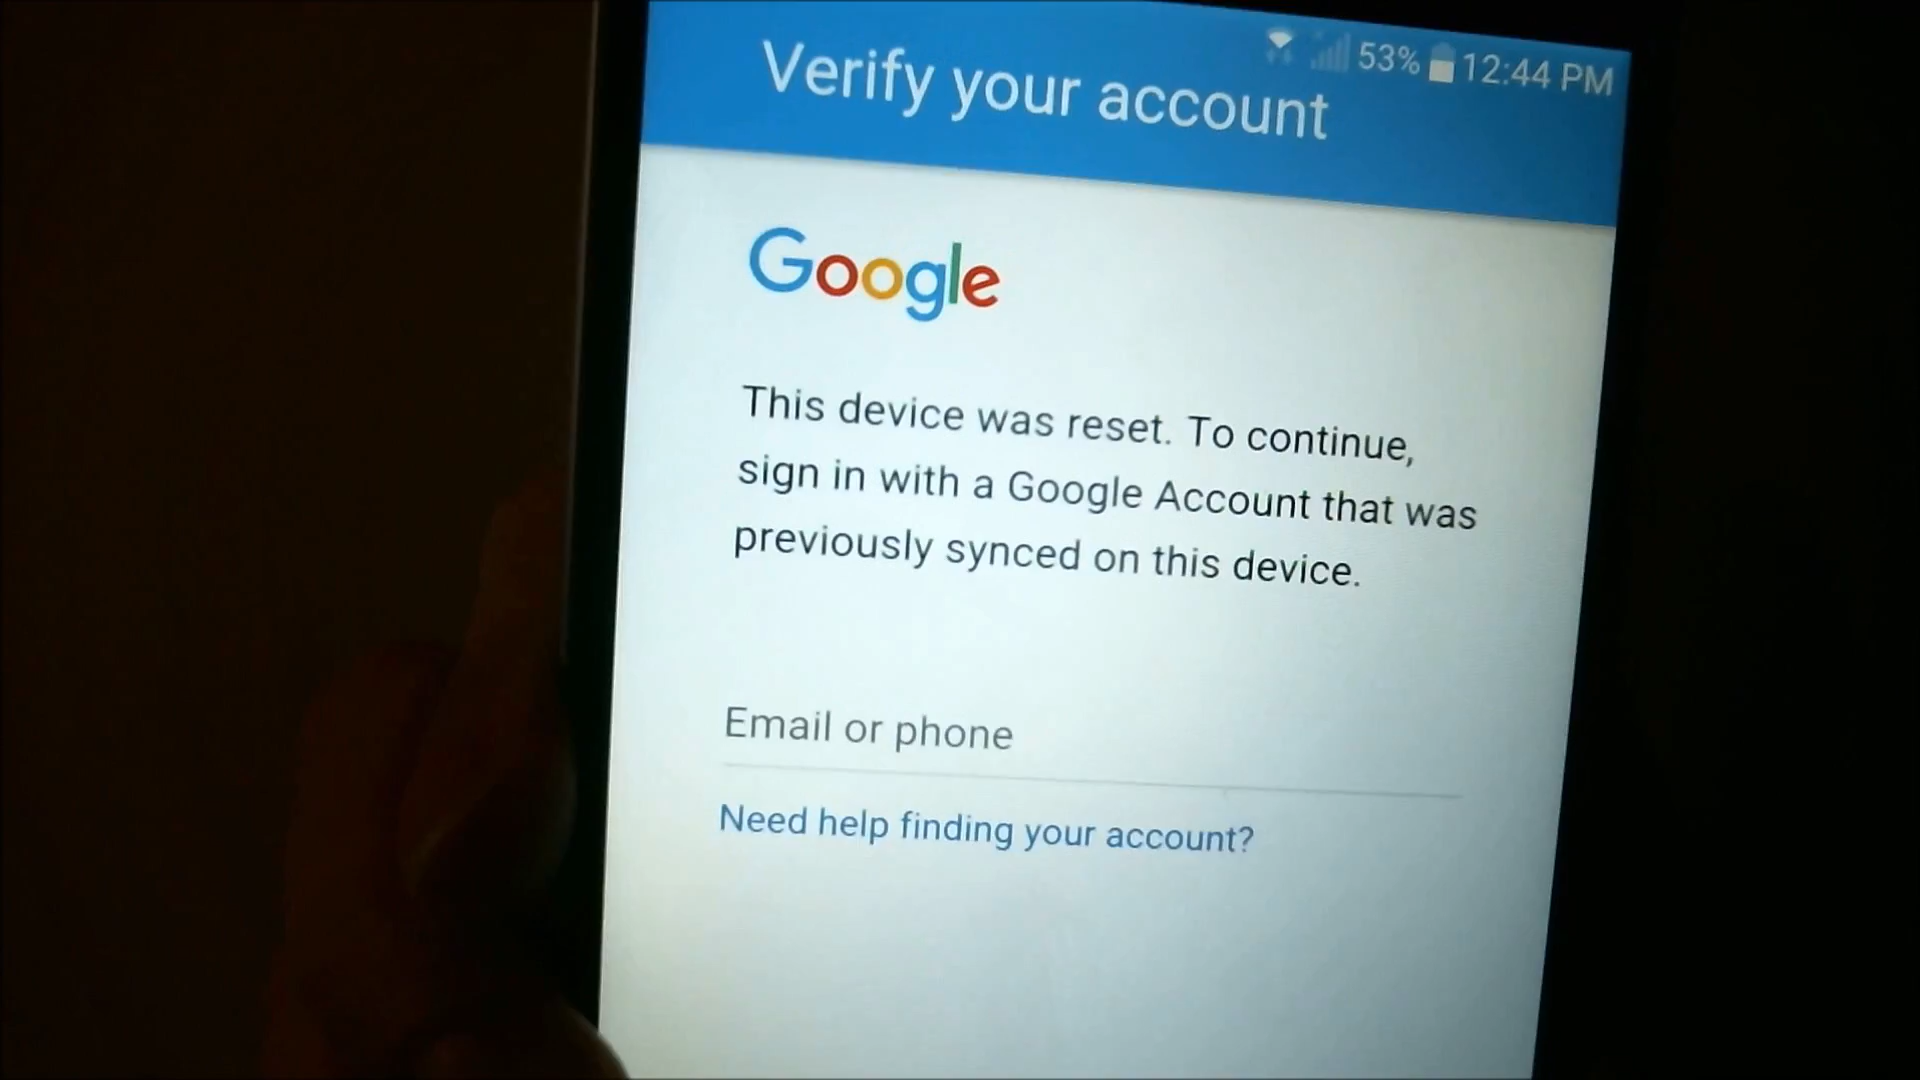 53% 12:44 PM
Verify your account
Google
This device was reset. To continue,
sign in with a Google Account that was
previously synced on this device.
Email or phone
Need help finding your account?